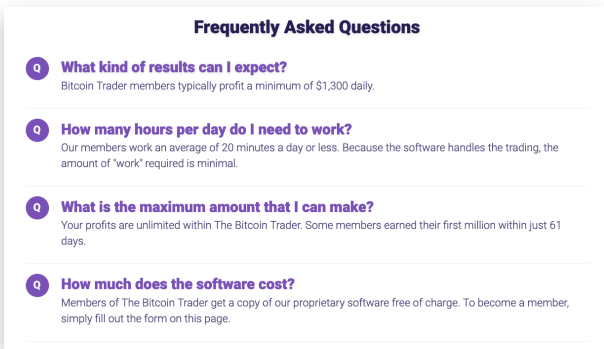 Frequently Asked Questions
Q What kind of results can I expect?
Bitcoin Trader members typically profit a minimum of $1,300 daily.
Q How many hours per day do I need to work?
Our members work an average of 20 minutes a day or less. Because the software handles the trading, the
amount of "work" required is minimal.
Q What is the maximum amount that I can make?
Your profits are unlimited within The Bitcoin Trader. Some members earned their first million within just 61
days.
Q How much does the software cost?
Members of The Bitcoin Trader get a copy of our proprietary software free of charge. To become a member,
simply fill out the form on this page.